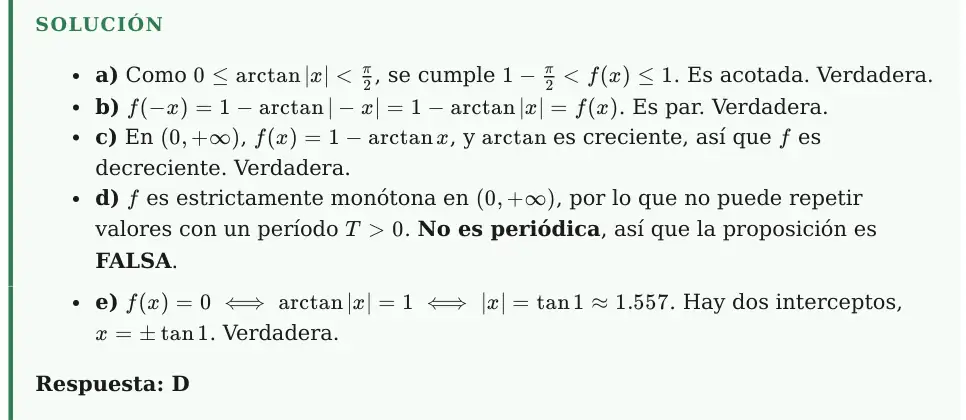 SOLUCIÓN
• a) Como 0 ≤ arctan |x| < π/2, se cumple 1 − π/2 < f(x) ≤ 1. Es acotada. Verdadera.
• b) f(−x) = 1 − arctan | − x| = 1 − arctan |x| = f(x). Es par. Verdadera.
• c) En (0, +∞), f(x) = 1 − arctan x, y arctan es creciente, así que f es
decreciente. Verdadera.
• d) f es estrictamente monótona en (0, +∞), por lo que no puede repetir
valores con un período T > 0. No es periódica, así que la proposición es
FALSA.
• e) f(x) = 0 ⟺ arctan |x| = 1 ⟺ |x| = tan 1 ≈ 1.557. Hay dos interceptos,
x = ± tan 1. Verdadera.
Respuesta: D